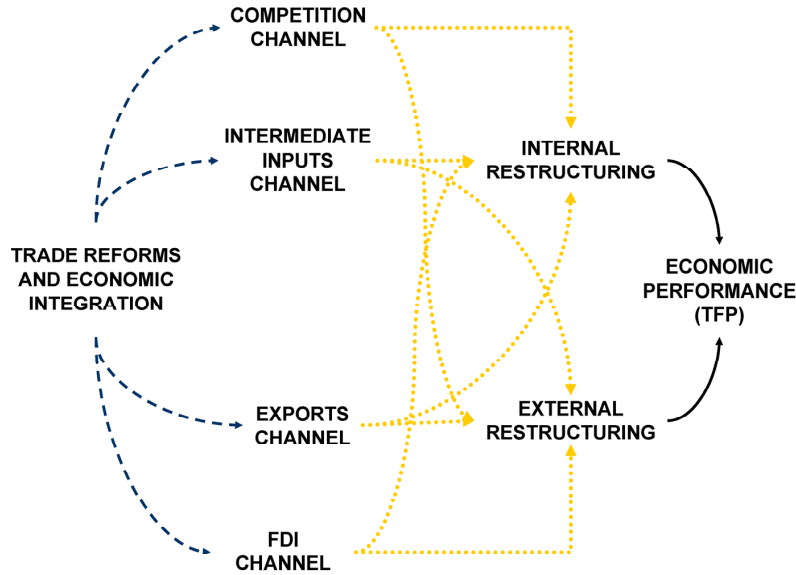 COMPETITION
CHANNEL
INTERMEDIATE
INPUTS
CHANNEL
INTERNAL
RESTRUCTURING
TRADE REFORMS
AND ECONOMIC
INTEGRATION
ECONOMIC
PERFORMANCE
(TFP)
EXPORTS
CHANNEL
EXTERNAL
RESTRUCTURING
FDI
CHANNEL